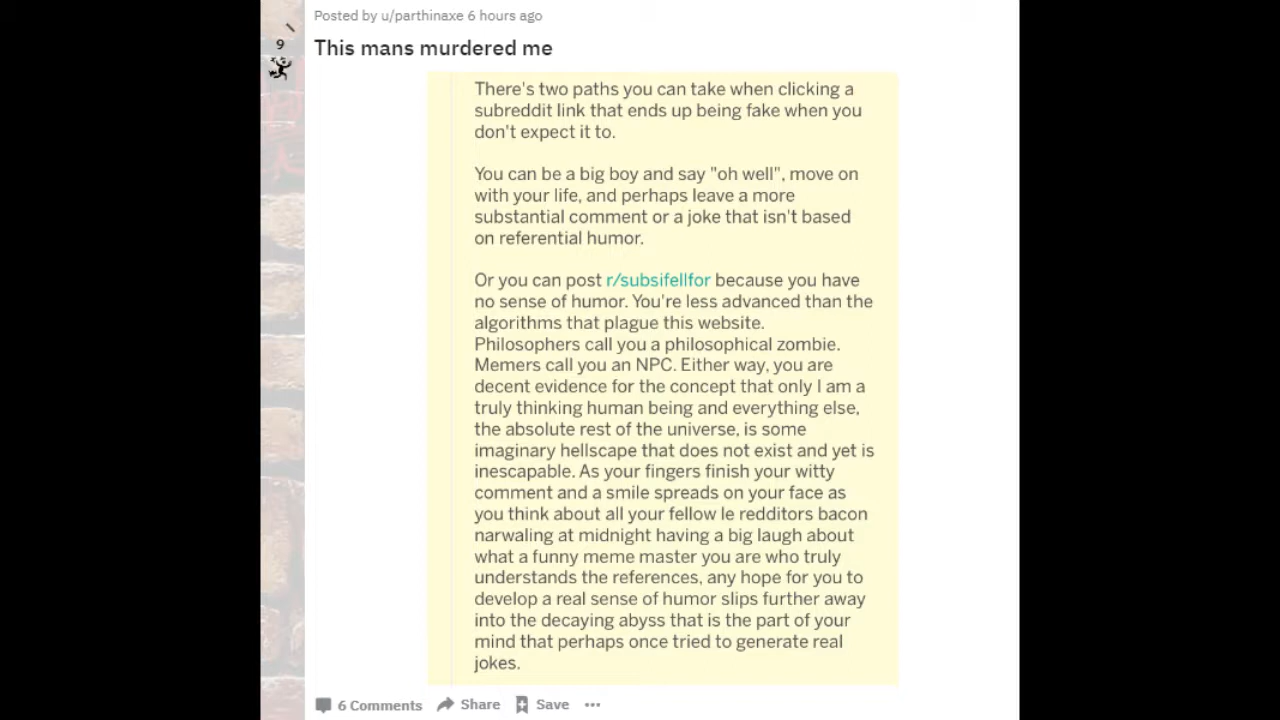 Posted by u/parthinaxe 6 hours ago
9
This mans murdered me
There's two paths you can take when clicking a
subreddit link that ends up being fake when you
don't expect it to.
You can be a big boy and say "oh well", move on
with your life, and perhaps leave a more
substantial comment or a joke that isn't based
on referential humor.
Or you can post r/subsifellfor because you have
no sense of humor. You're less advanced than the
algorithms that plague this website.
Philosophers call you a philosophical zombie.
Memers call you an NPC. Either way, you are
decent evidence for the concept that only I am a
truly thinking human being and everything else,
the absolute rest of the universe, is some
imaginary hellscape that does not exist and yet is
inescapable. As your fingers finish your witty
comment and a smile spreads on your face as
you think about all your fellow le redditors bacon
narwaling at midnight having a big laugh about
what a funny meme master you are who truly
understands the references, any hope for you to
develop a real sense of humor slips further away
into the decaying abyss that is the part of your
mind that perhaps once tried to generate real
jokes.
6 Comments Share Save ...